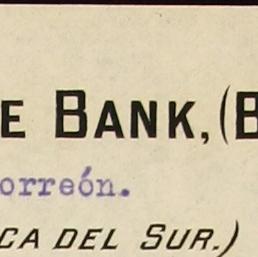 E BANK, (B
orreón.
CA DEL SUR.)